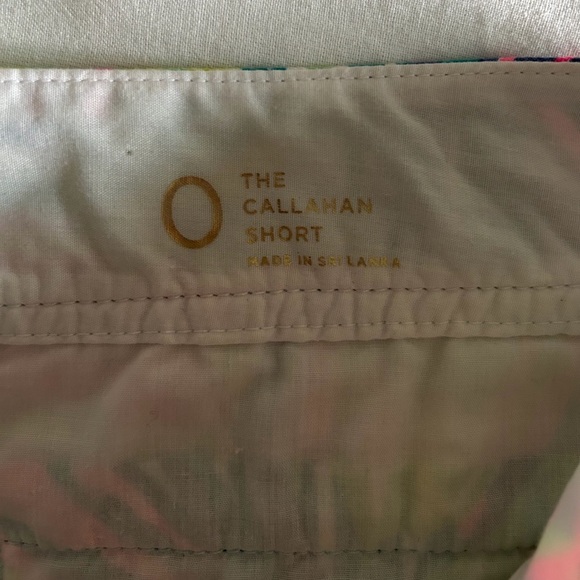 0
THE
CALLAHAN
SHORT
MADE IN SRI LANKA